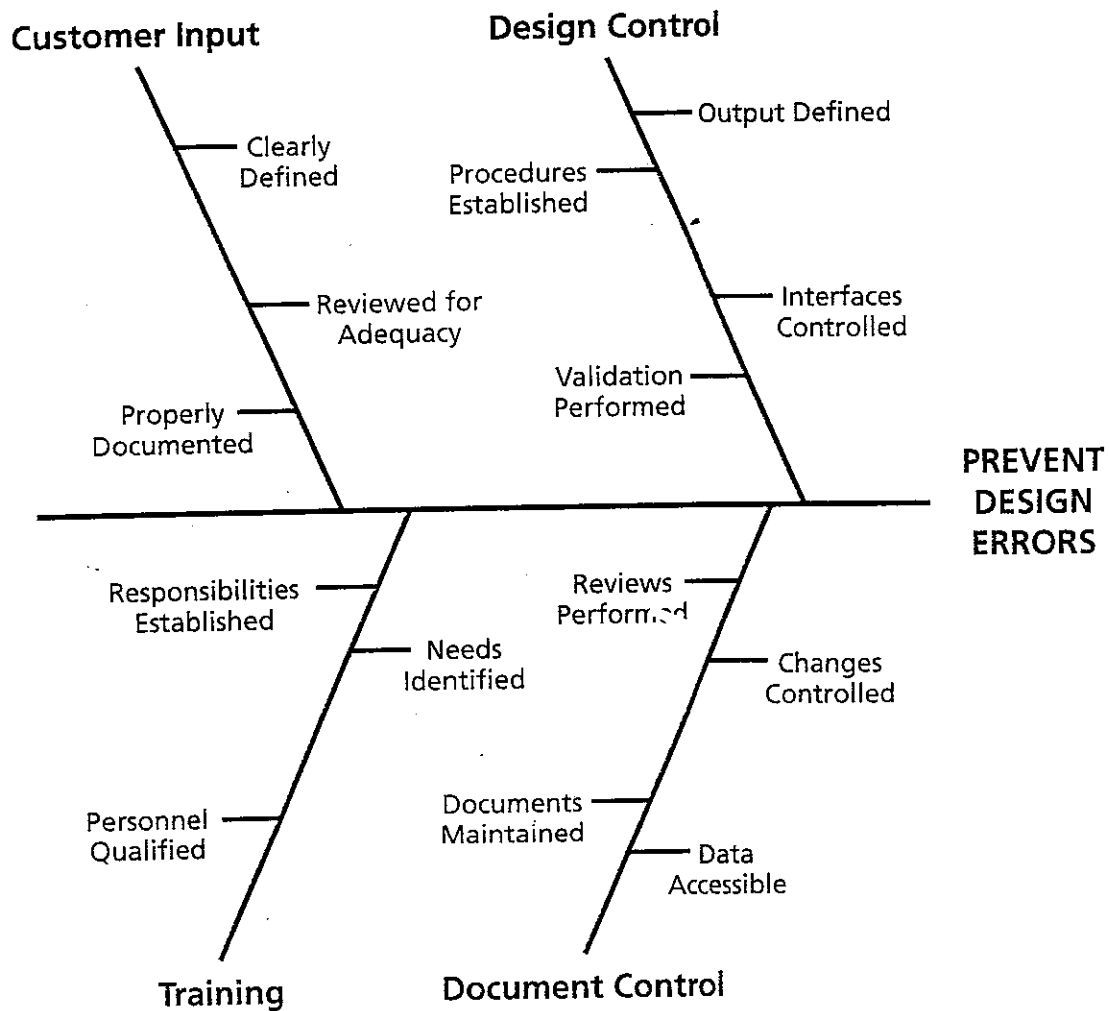 Customer Input
Design Control
Output Defined
Clearly
Defined
Procedures
Established
Reviewed for
Adequacy
Interfaces
Controlled
Validation
Performed
Properly
Documented
PREVENT
DESIGN
ERRORS
Responsibilities
Established
Needs
Identified
Reviews
Performed
Changes
Controlled
Personnel
Qualified
Documents
Maintained
Data
Accessible
Training
Document Control